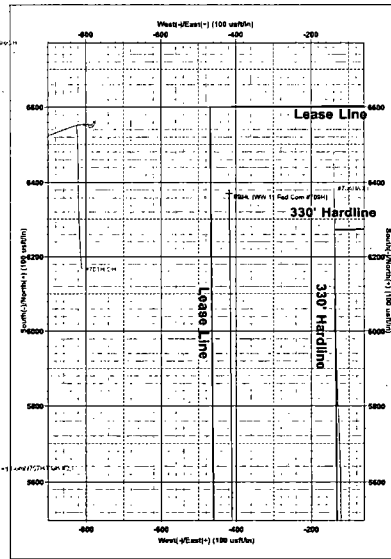 West(-)/East(+) (100 usft/in)
-800 -600 -400 -200
6600 6600
Lease Line
6400 6400
330' Hardline
6200 6200
South(-)/North(+) (100 usft/in)
South(-)/North(+) (100 usft/in)
Lease Line
330' Hardline
6000 6000
5800 5800
5600 5600
-800 -600 -400 -200
West(-)/East(+) (100 usft/in)